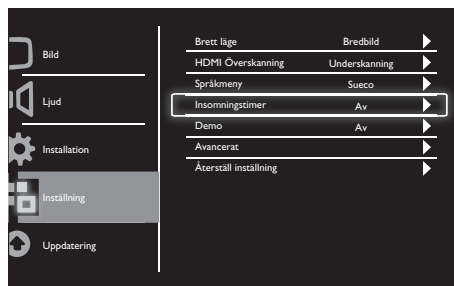 Bild
Ljud
Installation
Inställning
Uppdatering
Brett läge Bredbild
HDMI Överskanning Underskanning
Språkmeny Sueco
Insomningstimer Av
Demo Av
Avancerat
Återställ inställning